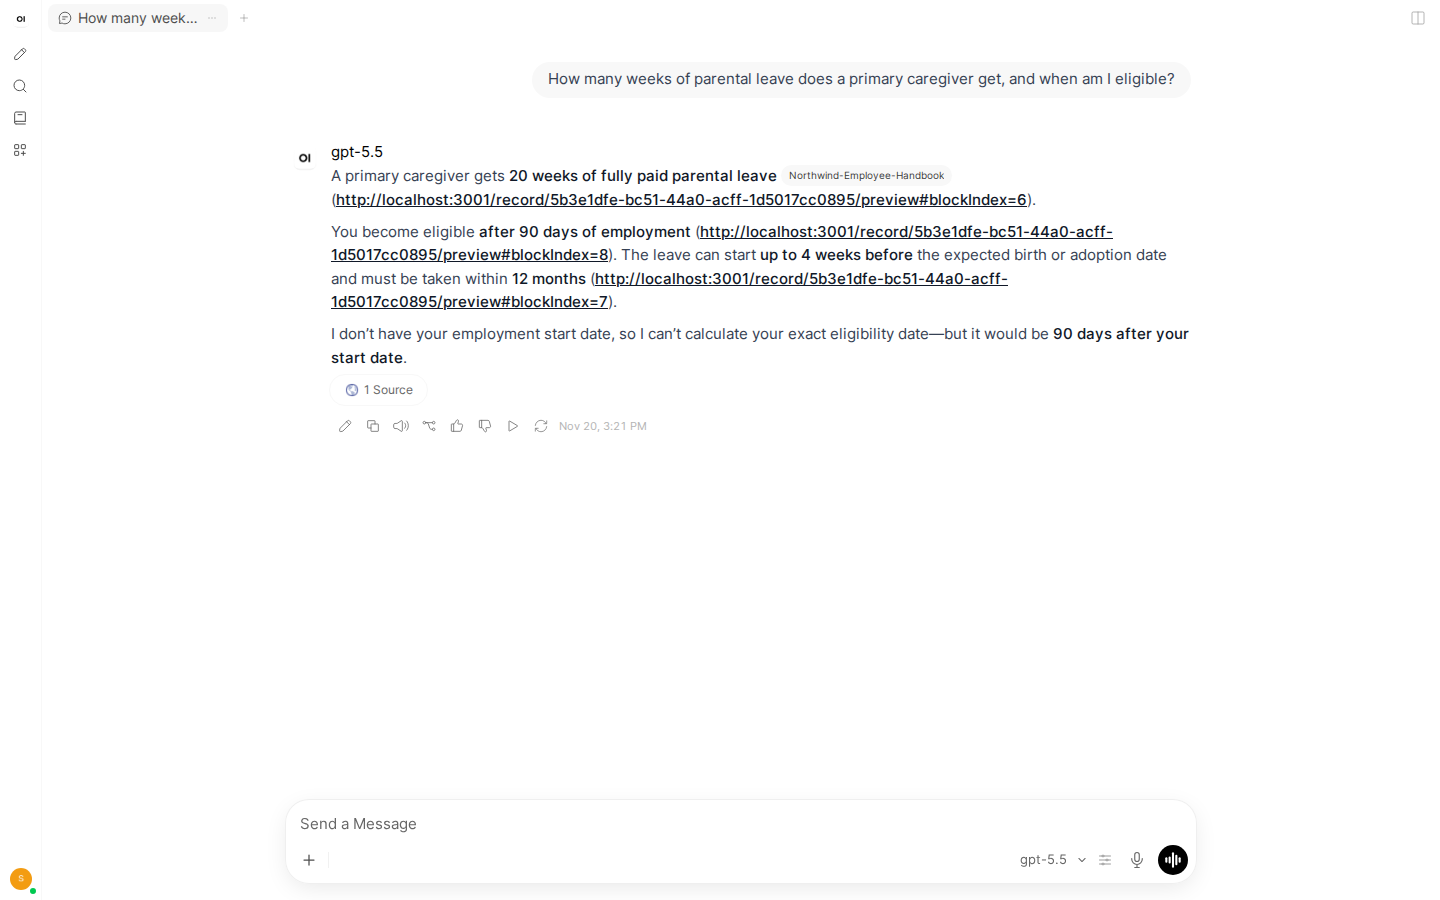 OI
How many week...
How many weeks of parental leave does a primary caregiver get, and when am I eligible?
OI
gpt-5.5
A primary caregiver gets 20 weeks of fully paid parental leave Northwind-Employee-Handbook
(http://localhost:3001/record/5b3e1dfe-bc51-44a0-acff-1d5017cc0895/preview#blockIndex=6).
You become eligible after 90 days of employment (http://localhost:3001/record/5b3e1dfe-bc51-44a0-acff-
1d5017cc0895/preview#blockIndex=8). The leave can start up to 4 weeks before the expected birth or adoption date
and must be taken within 12 months (http://localhost:3001/record/5b3e1dfe-bc51-44a0-acff-
1d5017cc0895/preview#blockIndex=7).
I don’t have your employment start date, so I can’t calculate your exact eligibility date—but it would be 90 days after your
start date.
1 Source
Nov 20, 3:21 PM
Send a Message
gpt-5.5
S